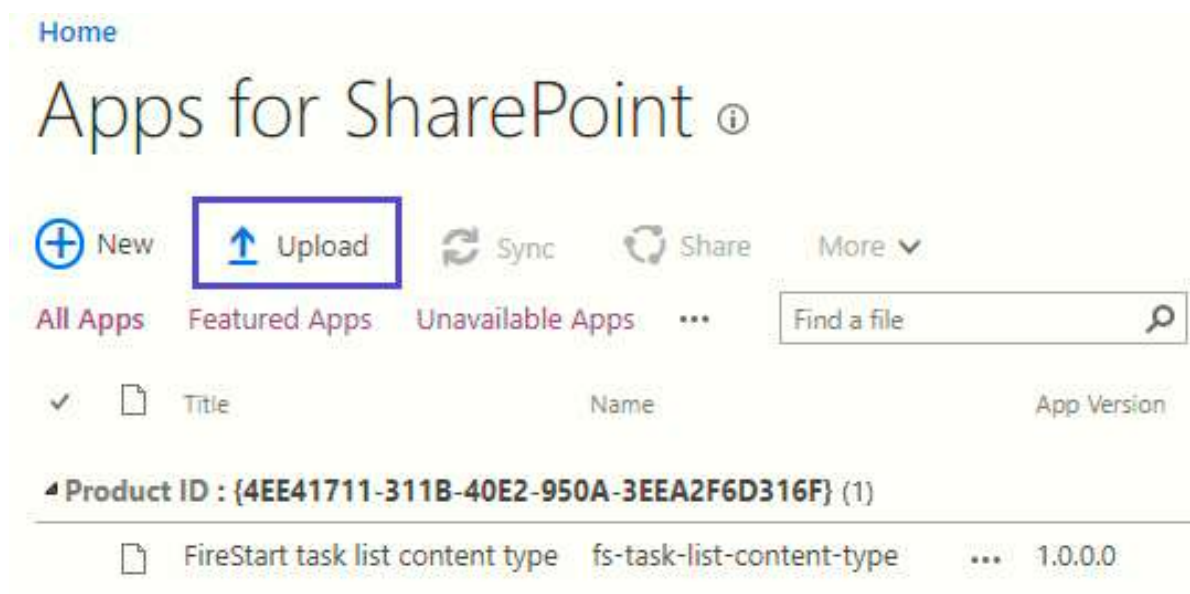 Home
Apps for SharePoint
New Upload Sync Share More
All Apps Featured Apps Unavailable Apps ••• Find a file
Title Name App Version
Product ID : {4EE41711-311B-40E2-950A-3EEA2F6D316F} (1)
FireStart task list content type fs-task-list-content-type ••• 1.0.0.0